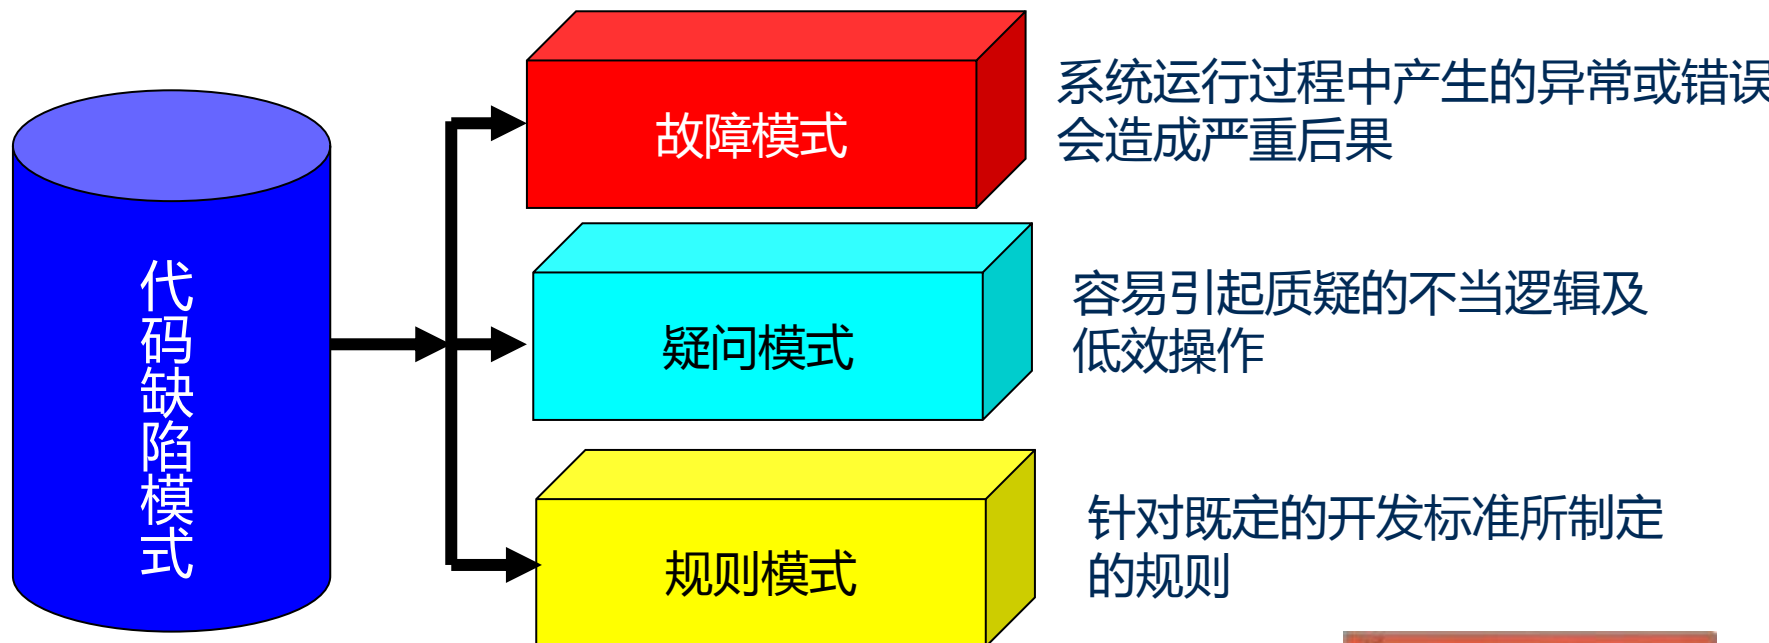 代码缺陷模式
故障模式
系统运行过程中产生的异常或错误
会造成严重后果
疑问模式
容易引起质疑的不当逻辑及
低效操作
规则模式
针对既定的开发标准所制定
的规则